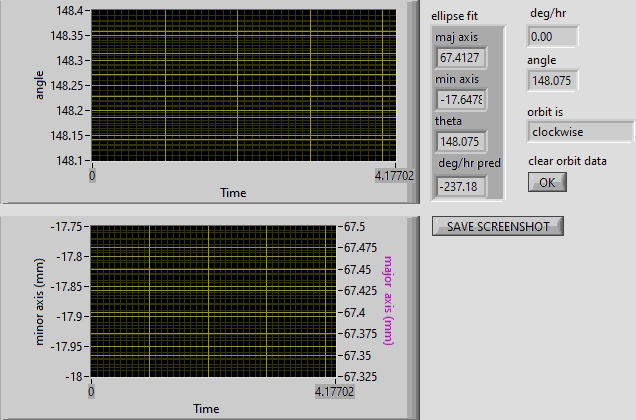 148.4
148.35
148.3
148.25
148.2
148.15
148.1
angle
0
4.17702
Time
ellipse fit
maj axis
67.4127
min axis
-17.6478
theta
148.075
deg/hr pred
-237.18
deg/hr
0.00
angle
148.075
orbit is
clockwise
clear orbit data
OK
SAVE SCREENSHOT
-17.75
-17.8
-17.85
-17.9
-17.95
-18
minor axis (mm)
67.5
67.475
67.45
67.425
67.4
67.375
67.35
67.325
major axis (mm)
0
4.17702
Time